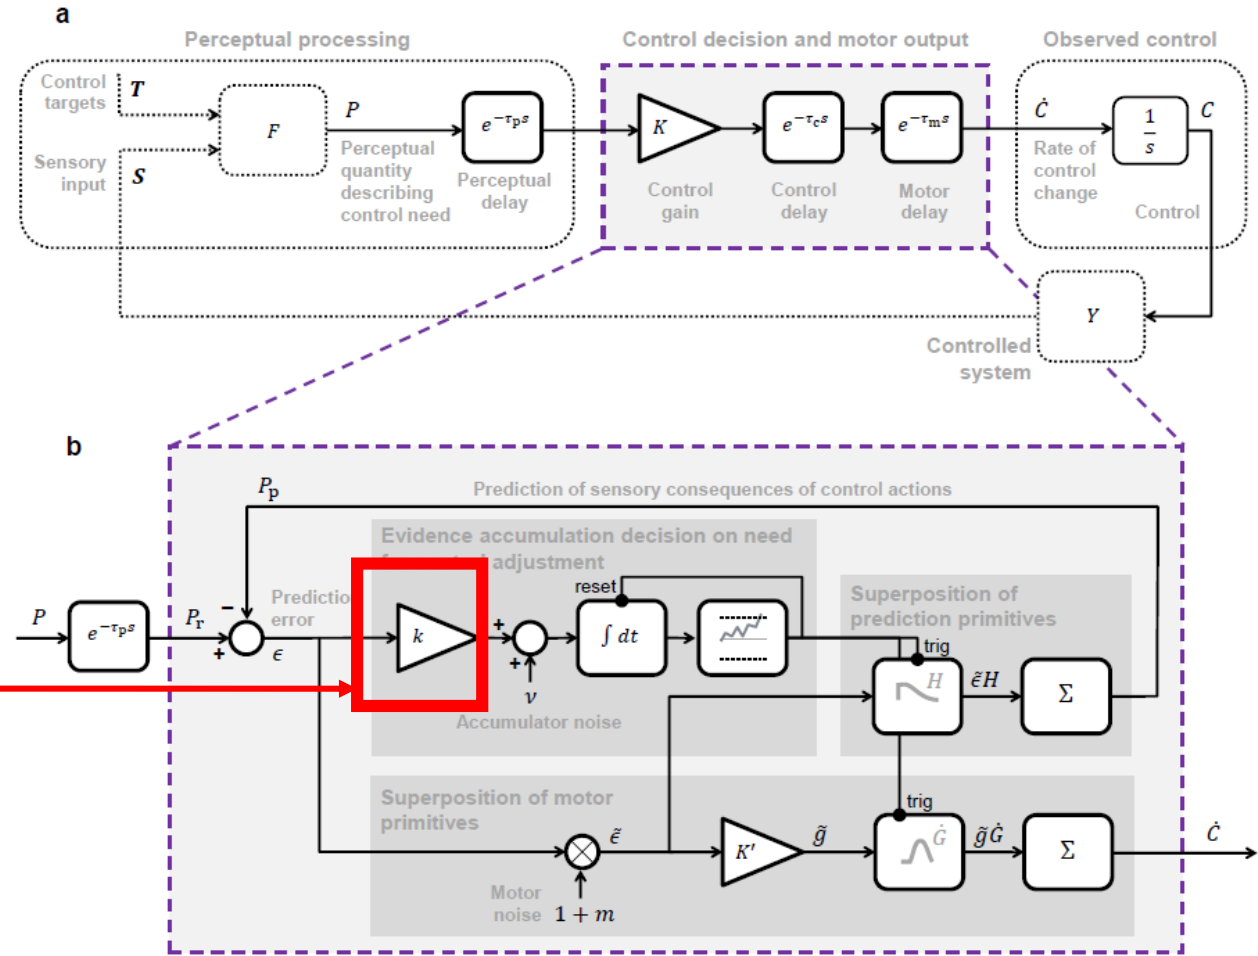 a
Perceptual processing
Control decision and motor output
Observed control
Control
targets
T
Sensory
input
S
F
P
Perceptual
quantity
describing
control need
e^{−τ_p s}
Perceptual
delay
K
Control
gain
e^{−τ_c s}
Control
delay
e^{−τ_m s}
Motor
delay
Ċ
Rate of
control
change
1
s
C
Control
Y
Controlled
system
b
P_p
Prediction of sensory consequences of control actions
Evidence accumulation decision on need
adjustment
P
e^{−τ_p s}
P_r
−
+
error
ϵ
k
+
+
ν
Accumulator noise
reset
∫ dt
Superposition of
prediction primitives
trig
H
ϵ̃H
Σ
Superposition of motor
primitives
Motor
noise
1 + m
ϵ̃
K′
g̃
trig
Ġ
g̃Ġ
Σ
Ċ